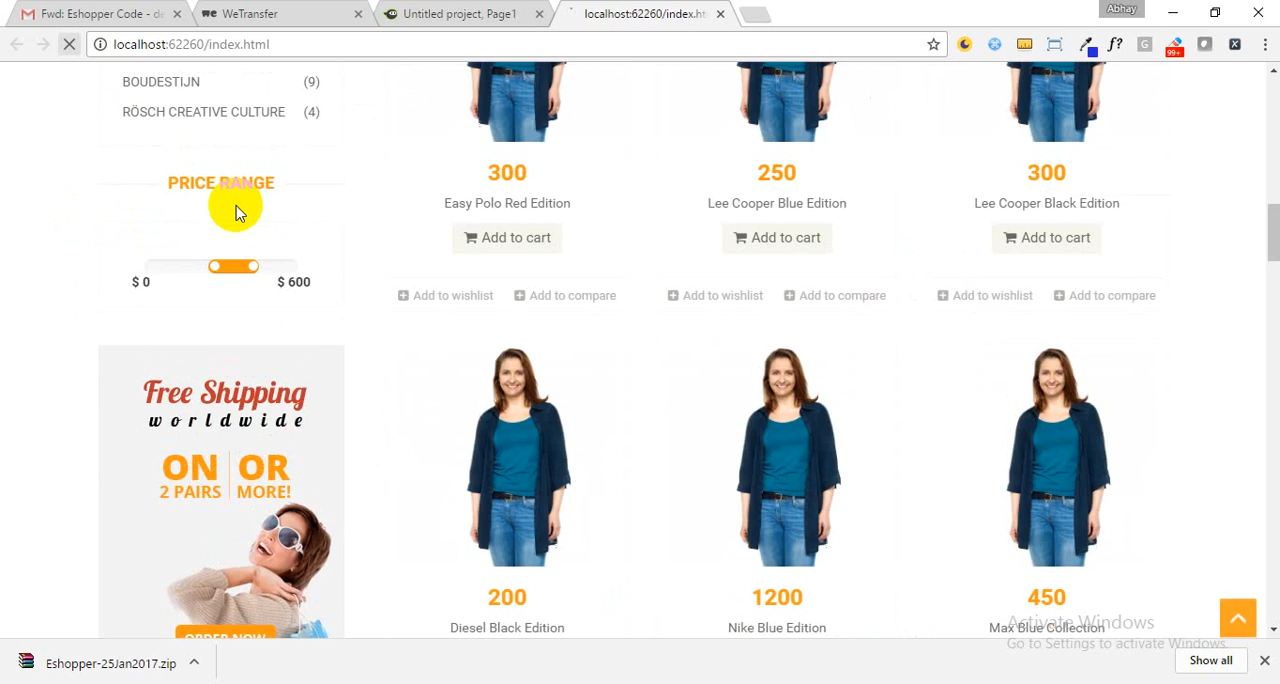 Fwd: Eshopper Code - de
WeTransfer
Untitled project, Page1
localhost:62260/index.ht
Abhay
localhost:62260/index.html
f?
G
99+
X
BOUDESTIJN (9)
RÖSCH CREATIVE CULTURE (4)
PRICE RANGE
$ 0 $ 600
Free Shipping
worldwide
ON OR
2 PAIRS MORE!
ORDER NOW
300
Easy Polo Red Edition
Add to cart
Add to wishlist Add to compare
250
Lee Cooper Blue Edition
Add to cart
Add to wishlist Add to compare
300
Lee Cooper Black Edition
Add to cart
Add to wishlist Add to compare
200
Diesel Black Edition
1200
Nike Blue Edition
450
Max Blue Collection
Activate Windows
Go to Settings to activate Windows.
Eshopper-25Jan2017.zip
Show all